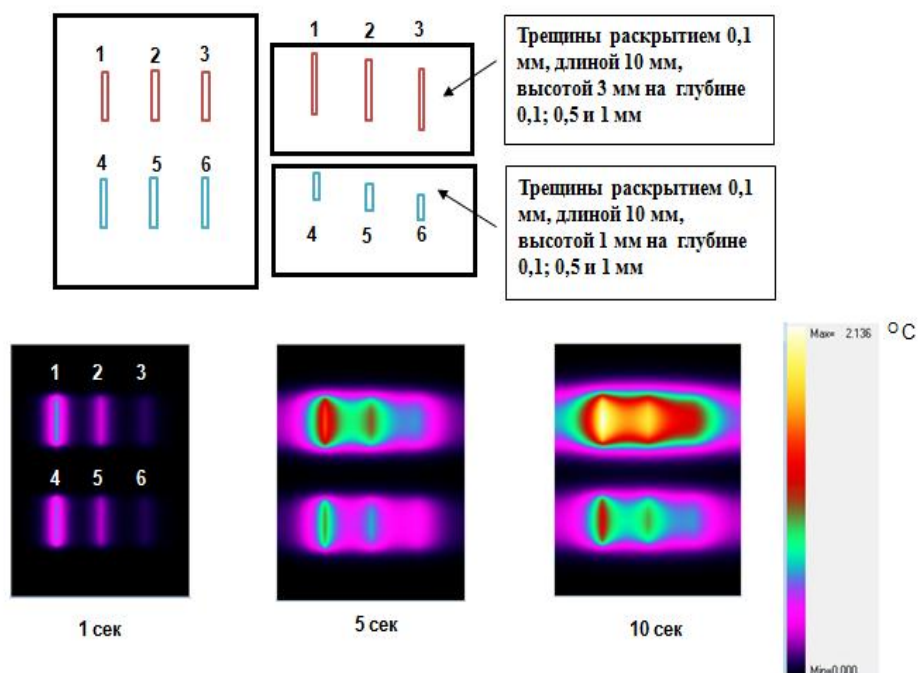 1 2 3
4 5 6
1 2 3
4 5 6
Трещины раскрытием 0,1
мм, длиной 10 мм,
высотой 3 мм на глубине
0,1; 0,5 и 1 мм
Трещины раскрытием 0,1
мм, длиной 10 мм,
высотой 1 мм на глубине
0,1; 0,5 и 1 мм
1 2 3
4 5 6
1 сек
5 сек
10 сек
Max= 2.136 °C
Min=0.000